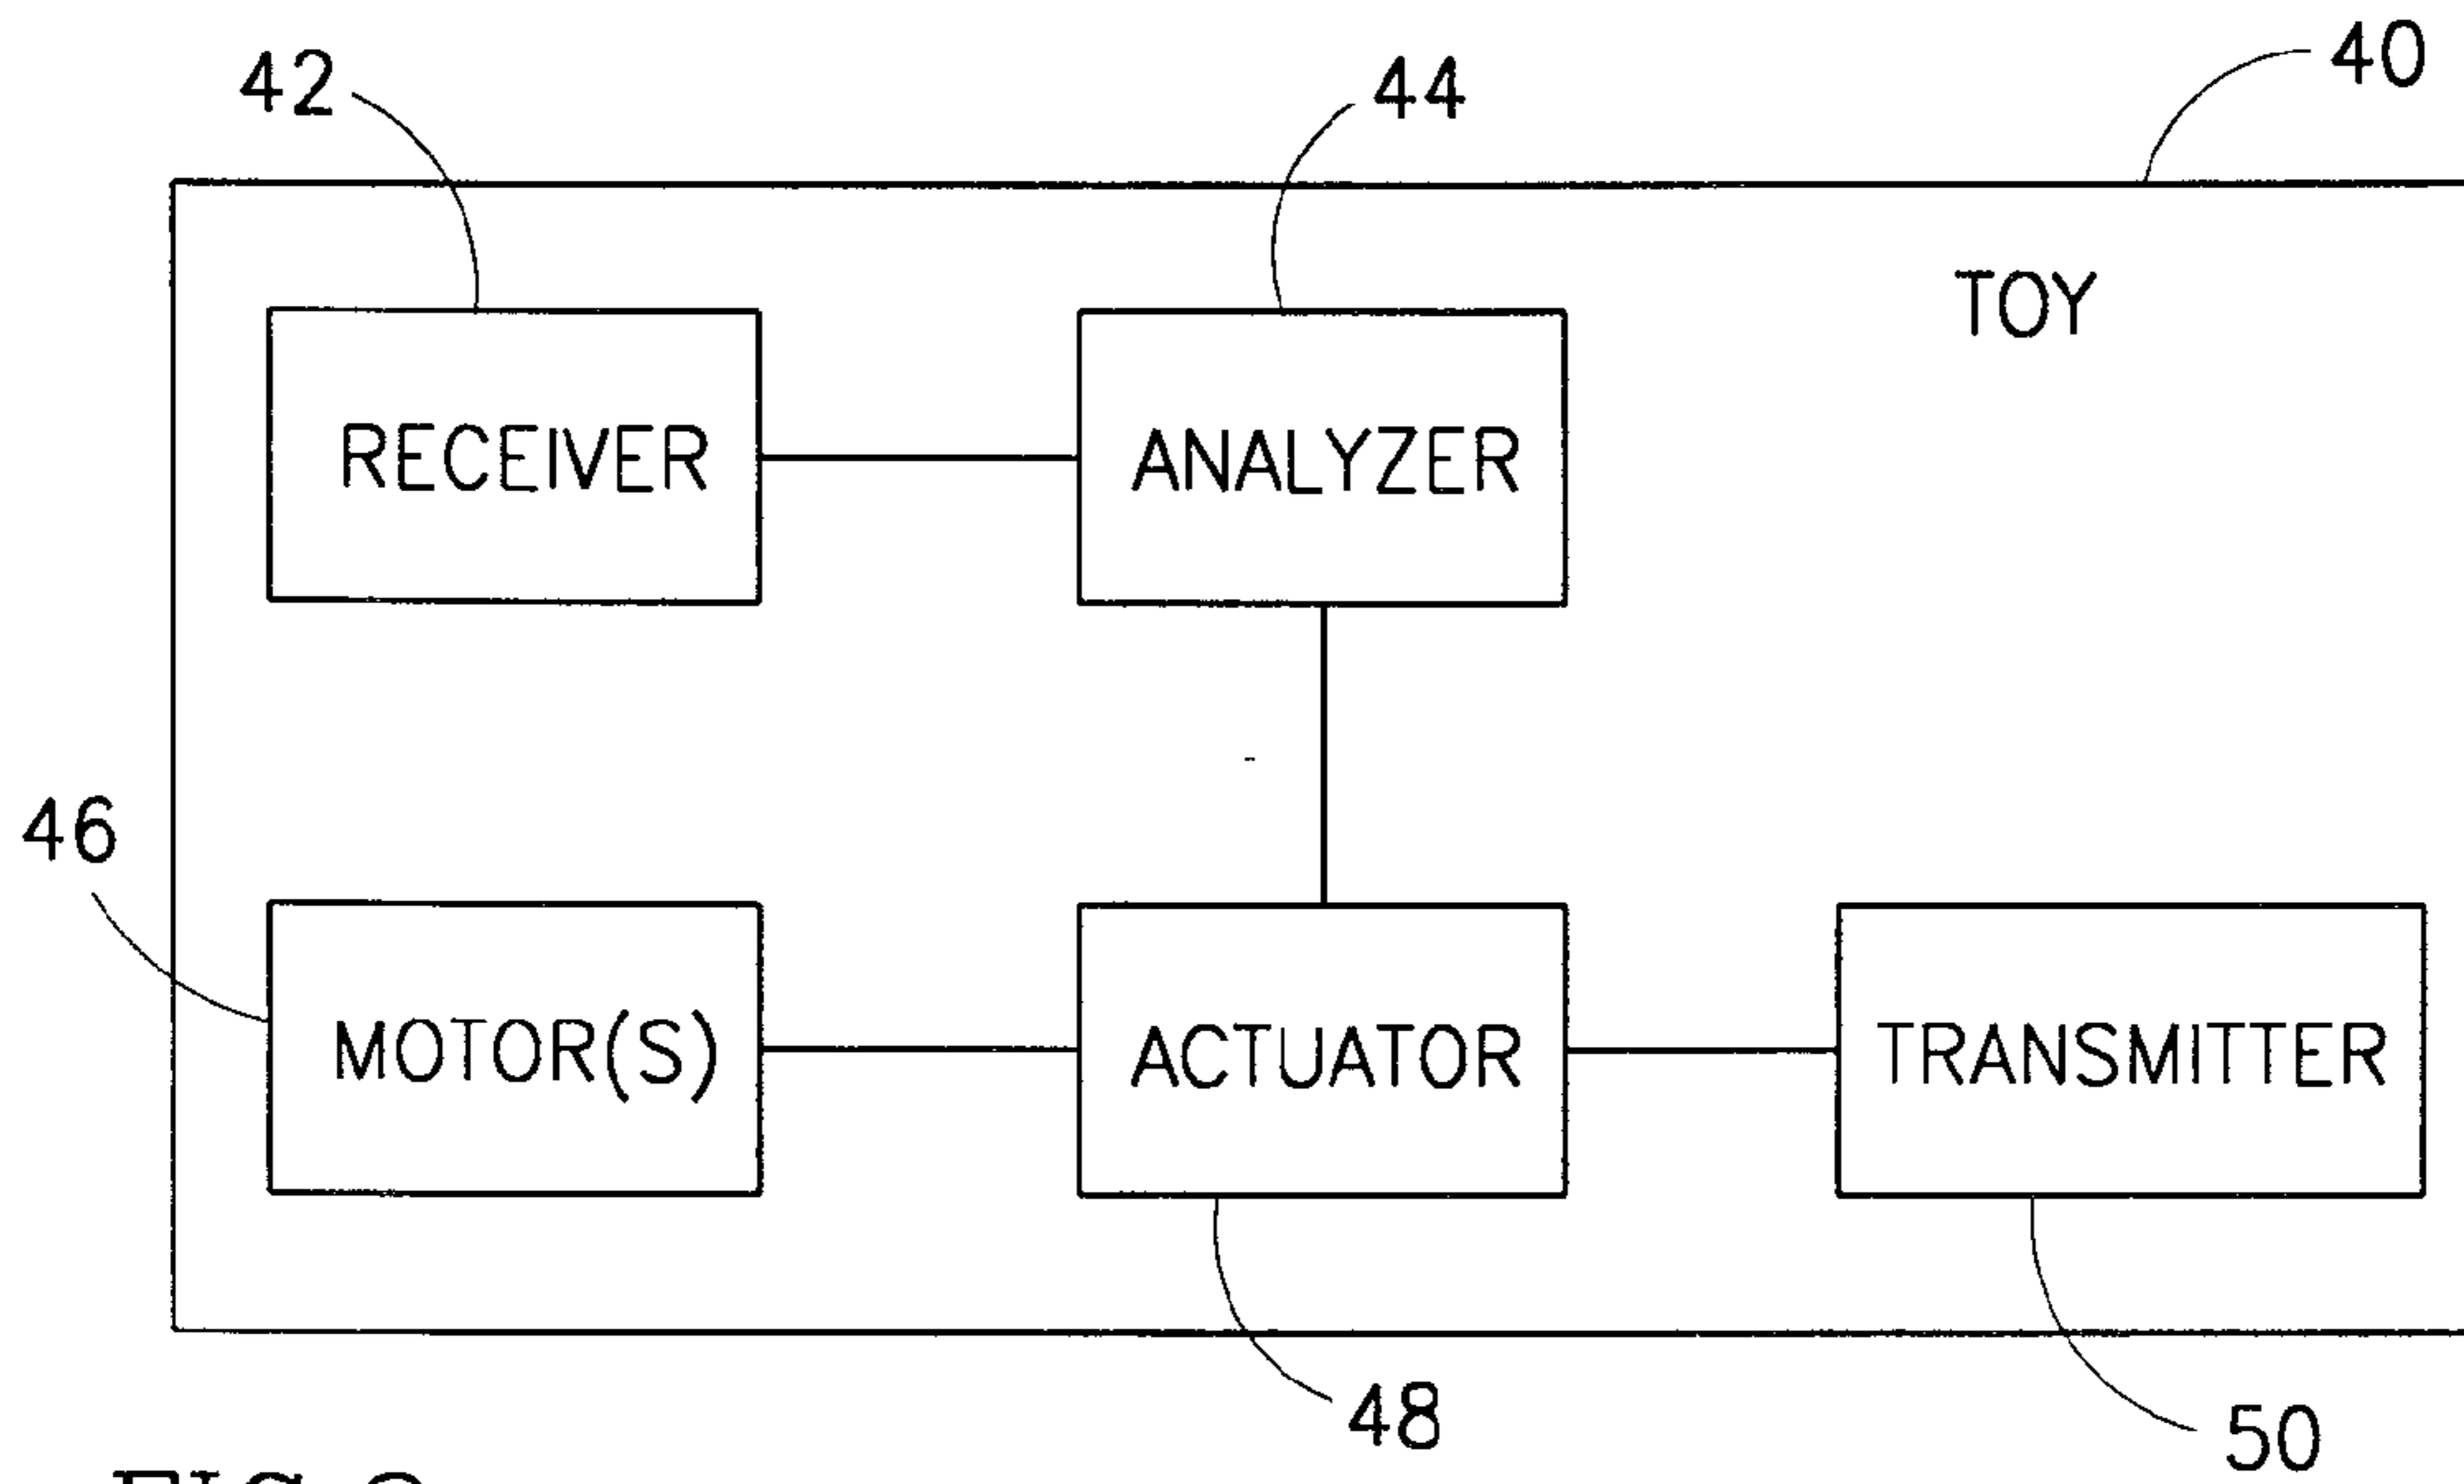 42
44
40
TOY
RECEIVER
ANALYZER
46
MOTOR(S)
ACTUATOR
TRANSMITTER
48
50